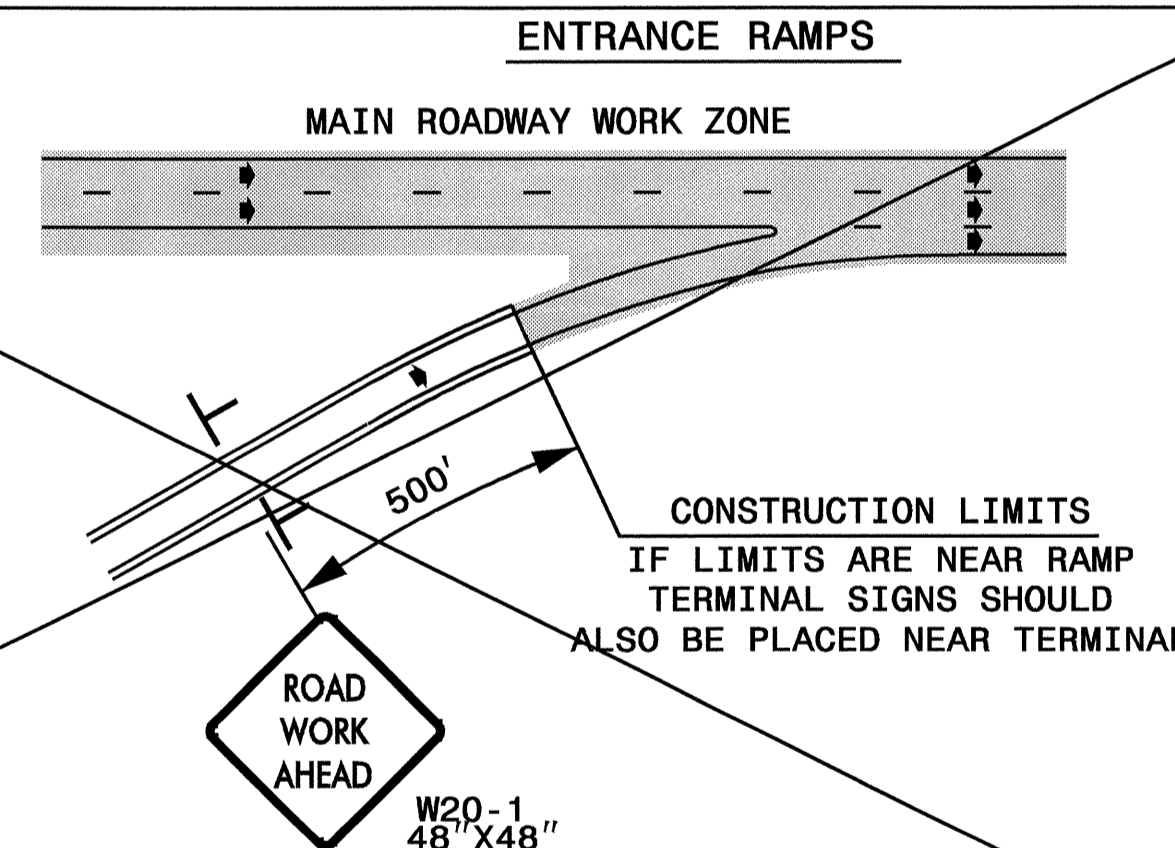 ENTRANCE RAMPS
MAIN ROADWAY WORK ZONE
500'
CONSTRUCTION LIMITS
IF LIMITS ARE NEAR RAMP
TERMINAL SIGNS SHOULD
ALSO BE PLACED NEAR TERMINAL
ROAD
WORK
AHEAD
W20-1
48"X48"